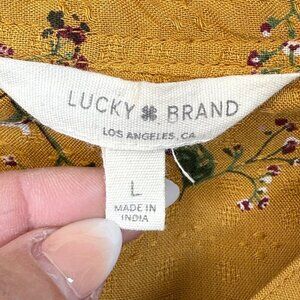 LUCKY BRAND
LOS ANGELES, CA
L
MADE IN
INDIA